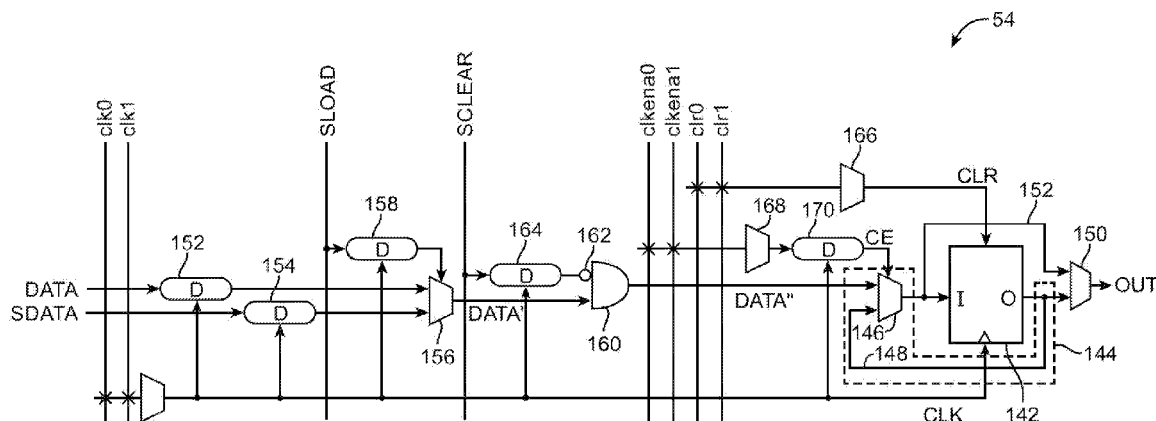 54
clk0
clk1
SLOAD
SCLEAR
clkena0
clkena1
clr0
clr1
166
CLR
152
158
D
164
D
162
168
170
D
CE
150
152
D
154
D
DATA
SDATA
156
DATA'
160
DATA"
146
I
O
OUT
148
144
CLK
142